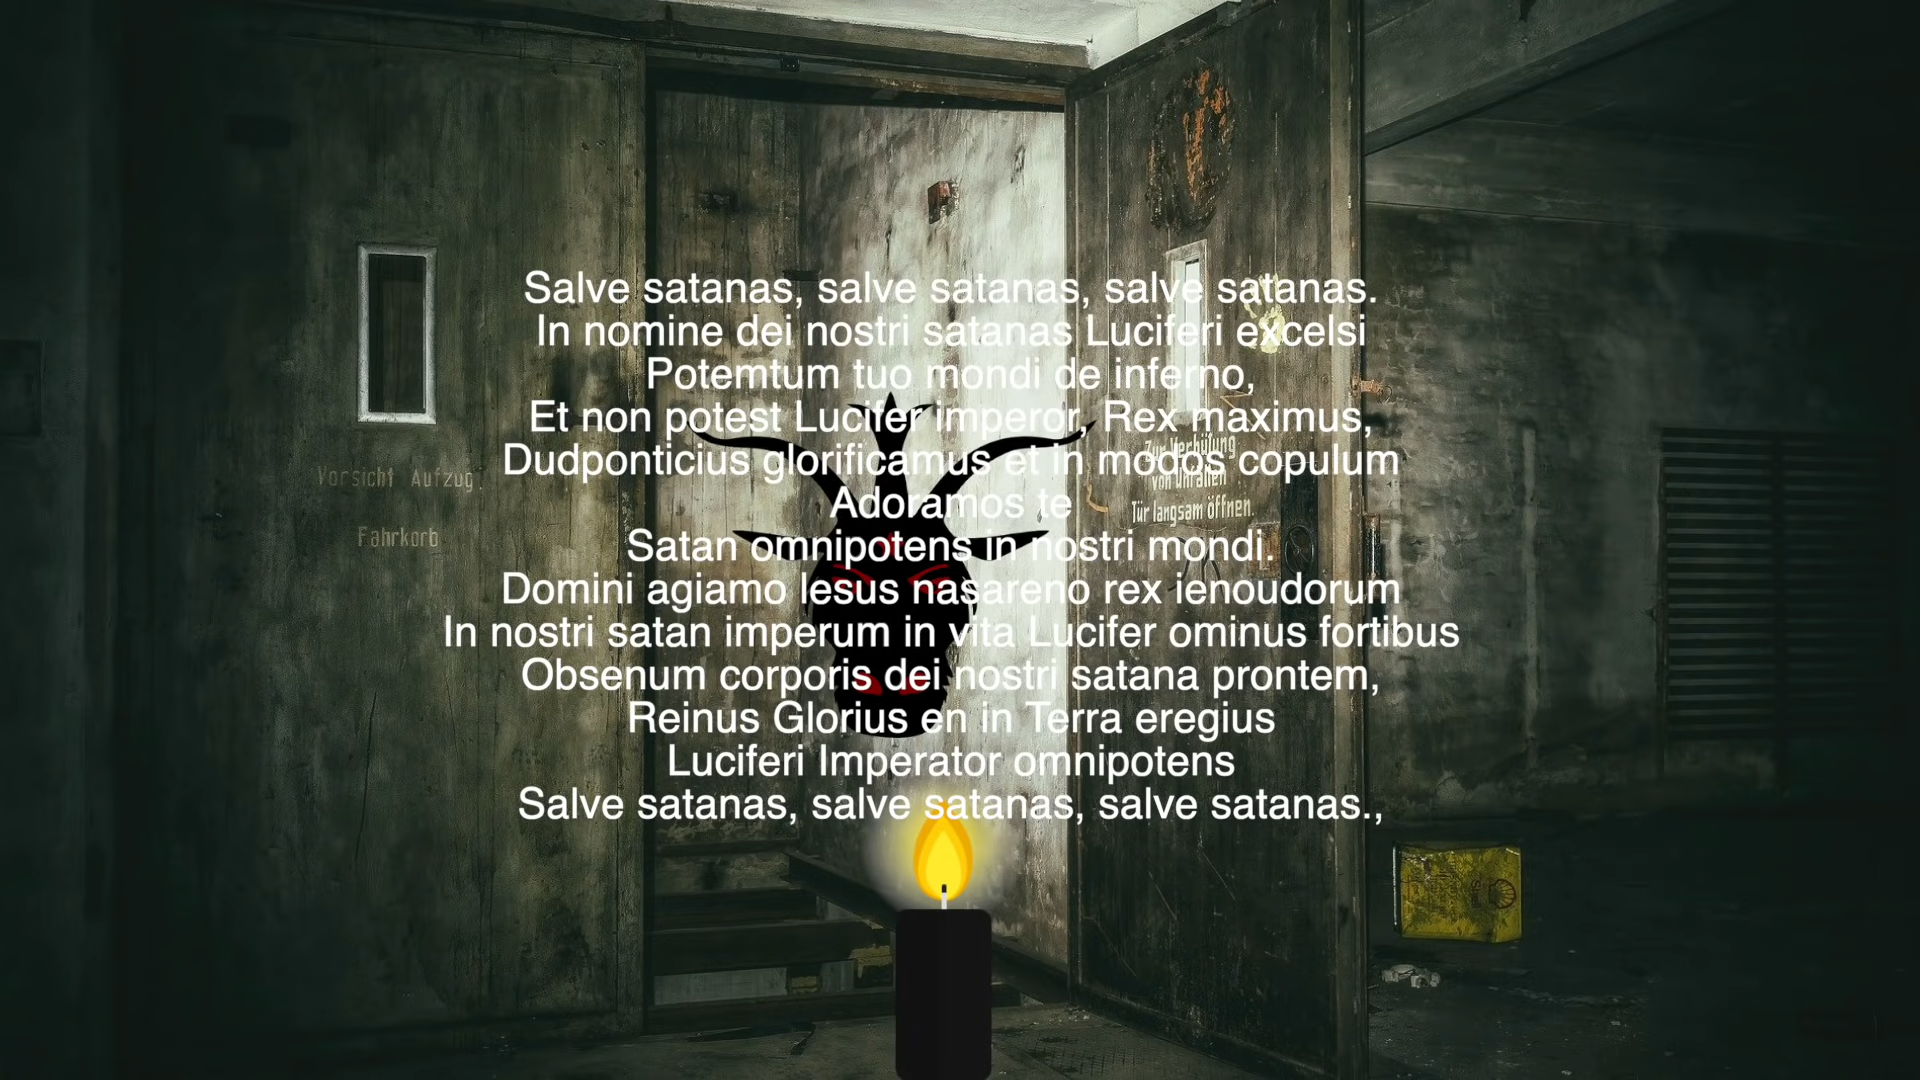 Salve satanas, salve satanas, salve satanas.
In nomine dei nostri satanas Luciferi excelsi
Potemtum tuo mondi de inferno,
Et non potest Lucifer imperor, Rex maximus,
Dudponticius glorificamus et in modos copulum
Adoramos te
Satan omnipotens in nostri mondi.
Domini agiamo Iesus nasareno rex ienoudorum
In nostri satan imperum in vita Lucifer ominus fortibus
Obsenum corporis dei nostri satana prontem,
Reinus Glorius en in Terra eregius
Luciferi Imperator omnipotens
Salve satanas, salve satanas, salve satanas.,
Vorsicht Aufzug.
Fahrkorb
Zur Verhütung
von Unfällen
Tür langsam öffnen.